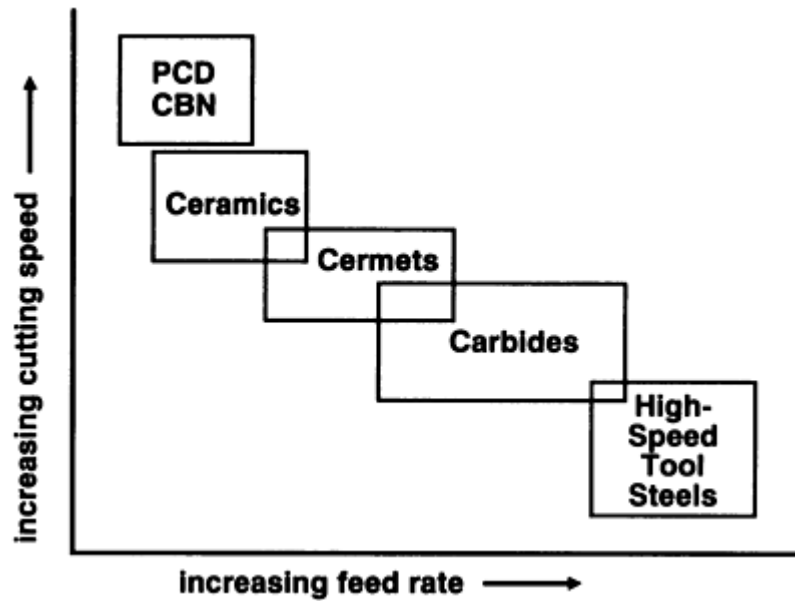 PCD
CBN
Ceramics
Cermets
Carbides
High-
Speed
Tool
Steels
increasing cutting speed
increasing feed rate